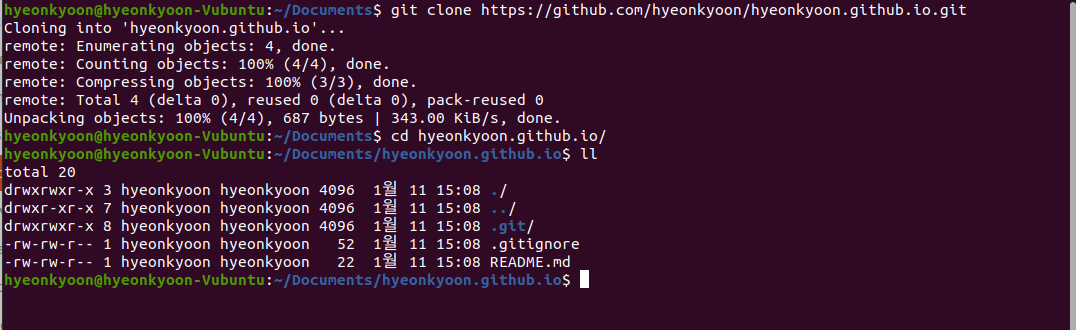 hyeonkyoon@hyeonkyoon-Vubuntu:~/Documents$ git clone https://github.com/hyeonkyoon/hyeonkyoon.github.io.git
Cloning into 'hyeonkyoon.github.io'...
remote: Enumerating objects: 4, done.
remote: Counting objects: 100% (4/4), done.
remote: Compressing objects: 100% (3/3), done.
remote: Total 4 (delta 0), reused 0 (delta 0), pack-reused 0
Unpacking objects: 100% (4/4), 687 bytes | 343.00 KiB/s, done.
hyeonkyoon@hyeonkyoon-Vubuntu:~/Documents$ cd hyeonkyoon.github.io/
hyeonkyoon@hyeonkyoon-Vubuntu:~/Documents/hyeonkyoon.github.io$ ll
total 20
drwxrwxr-x 3 hyeonkyoon hyeonkyoon 4096  1월 11 15:08 ./
drwxr-xr-x 7 hyeonkyoon hyeonkyoon 4096  1월 11 15:08 ../
drwxrwxr-x 8 hyeonkyoon hyeonkyoon 4096  1월 11 15:08 .git/
-rw-rw-r-- 1 hyeonkyoon hyeonkyoon   52  1월 11 15:08 .gitignore
-rw-rw-r-- 1 hyeonkyoon hyeonkyoon   22  1월 11 15:08 README.md
hyeonkyoon@hyeonkyoon-Vubuntu:~/Documents/hyeonkyoon.github.io$